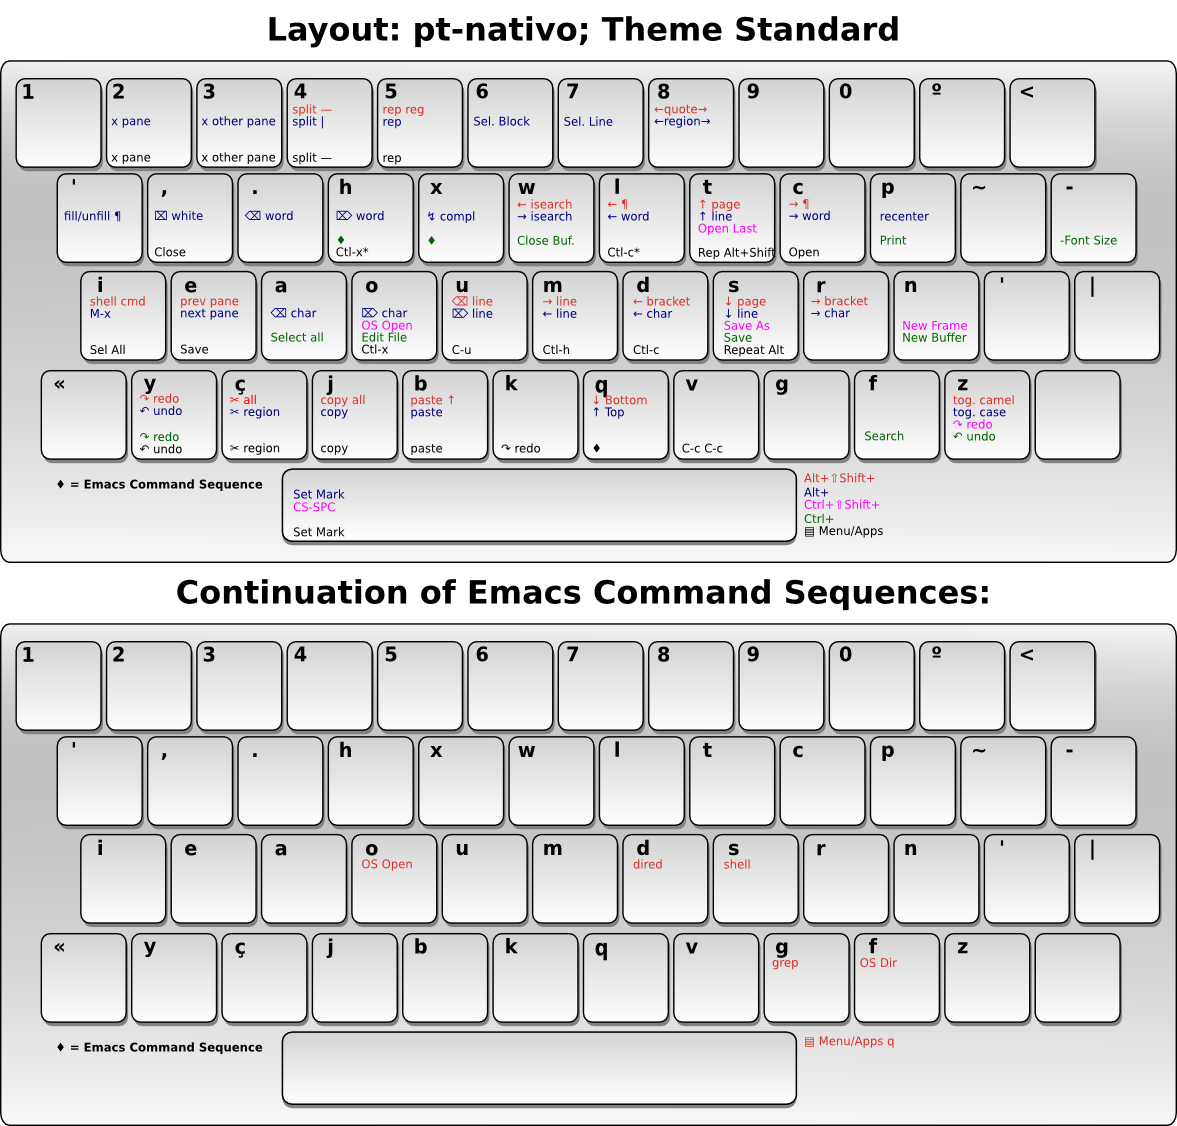 Layout: pt-nativo; Theme Standard
1 2 3 4 5 6 7 8 9 0 º <
split — rep reg ←quote→
x pane x other pane split | rep Sel. Block Sel. Line ←region→
x pane x other pane split — rep
' , . h x w l t c p ~ -
← isearch ← ¶ ↑ page → ¶
fill/unfill ¶ ⌧ white ⌫ word ⌦ word ↯ compl → isearch ← word ↑ line → word recenter
Open Last
♦ ♦ Close Buf. Print -Font Size
Close Ctl-x* Ctl-c* Rep Alt+Shift Open
i e a o u m d s r n ' |
shell cmd prev pane ⌫ line → line ← bracket ↓ page → bracket
M-x next pane ⌫ char ⌦ char ⌦ line ← line ← char ↓ line → char
OS Open Save As New Frame
Select all Edit File Save New Buffer
Sel All Save Ctl-x C-u Ctl-h Ctl-c Repeat Alt
« y ç j b k q v g f z
↷ redo ✂ all copy all paste ↑ ↓ Bottom tog. camel
↶ undo ✂ region copy paste ↑ Top tog. case
↷ redo
↷ redo Search ↶ undo
↶ undo ✂ region copy paste ↷ redo ♦ C-c C-c
♦ = Emacs Command Sequence
Set Mark
CS-SPC
Set Mark
Alt+⇧Shift+
Alt+
Ctrl+⇧Shift+
Ctrl+
▤ Menu/Apps
Continuation of Emacs Command Sequences:
1 2 3 4 5 6 7 8 9 0 º <
' , . h x w l t c p ~ -
i e a o u m d s r n ' |
OS Open dired shell
« y ç j b k q v g f z
grep OS Dir
♦ = Emacs Command Sequence
▤ Menu/Apps q